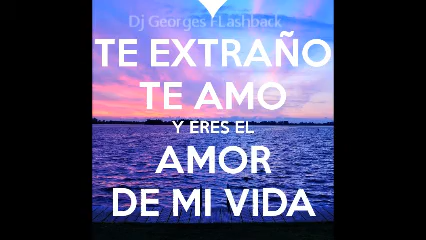 Dj Georges FLashback
TE EXTRAÑO
TE AMO
Y ERES EL
AMOR
DE MI VIDA